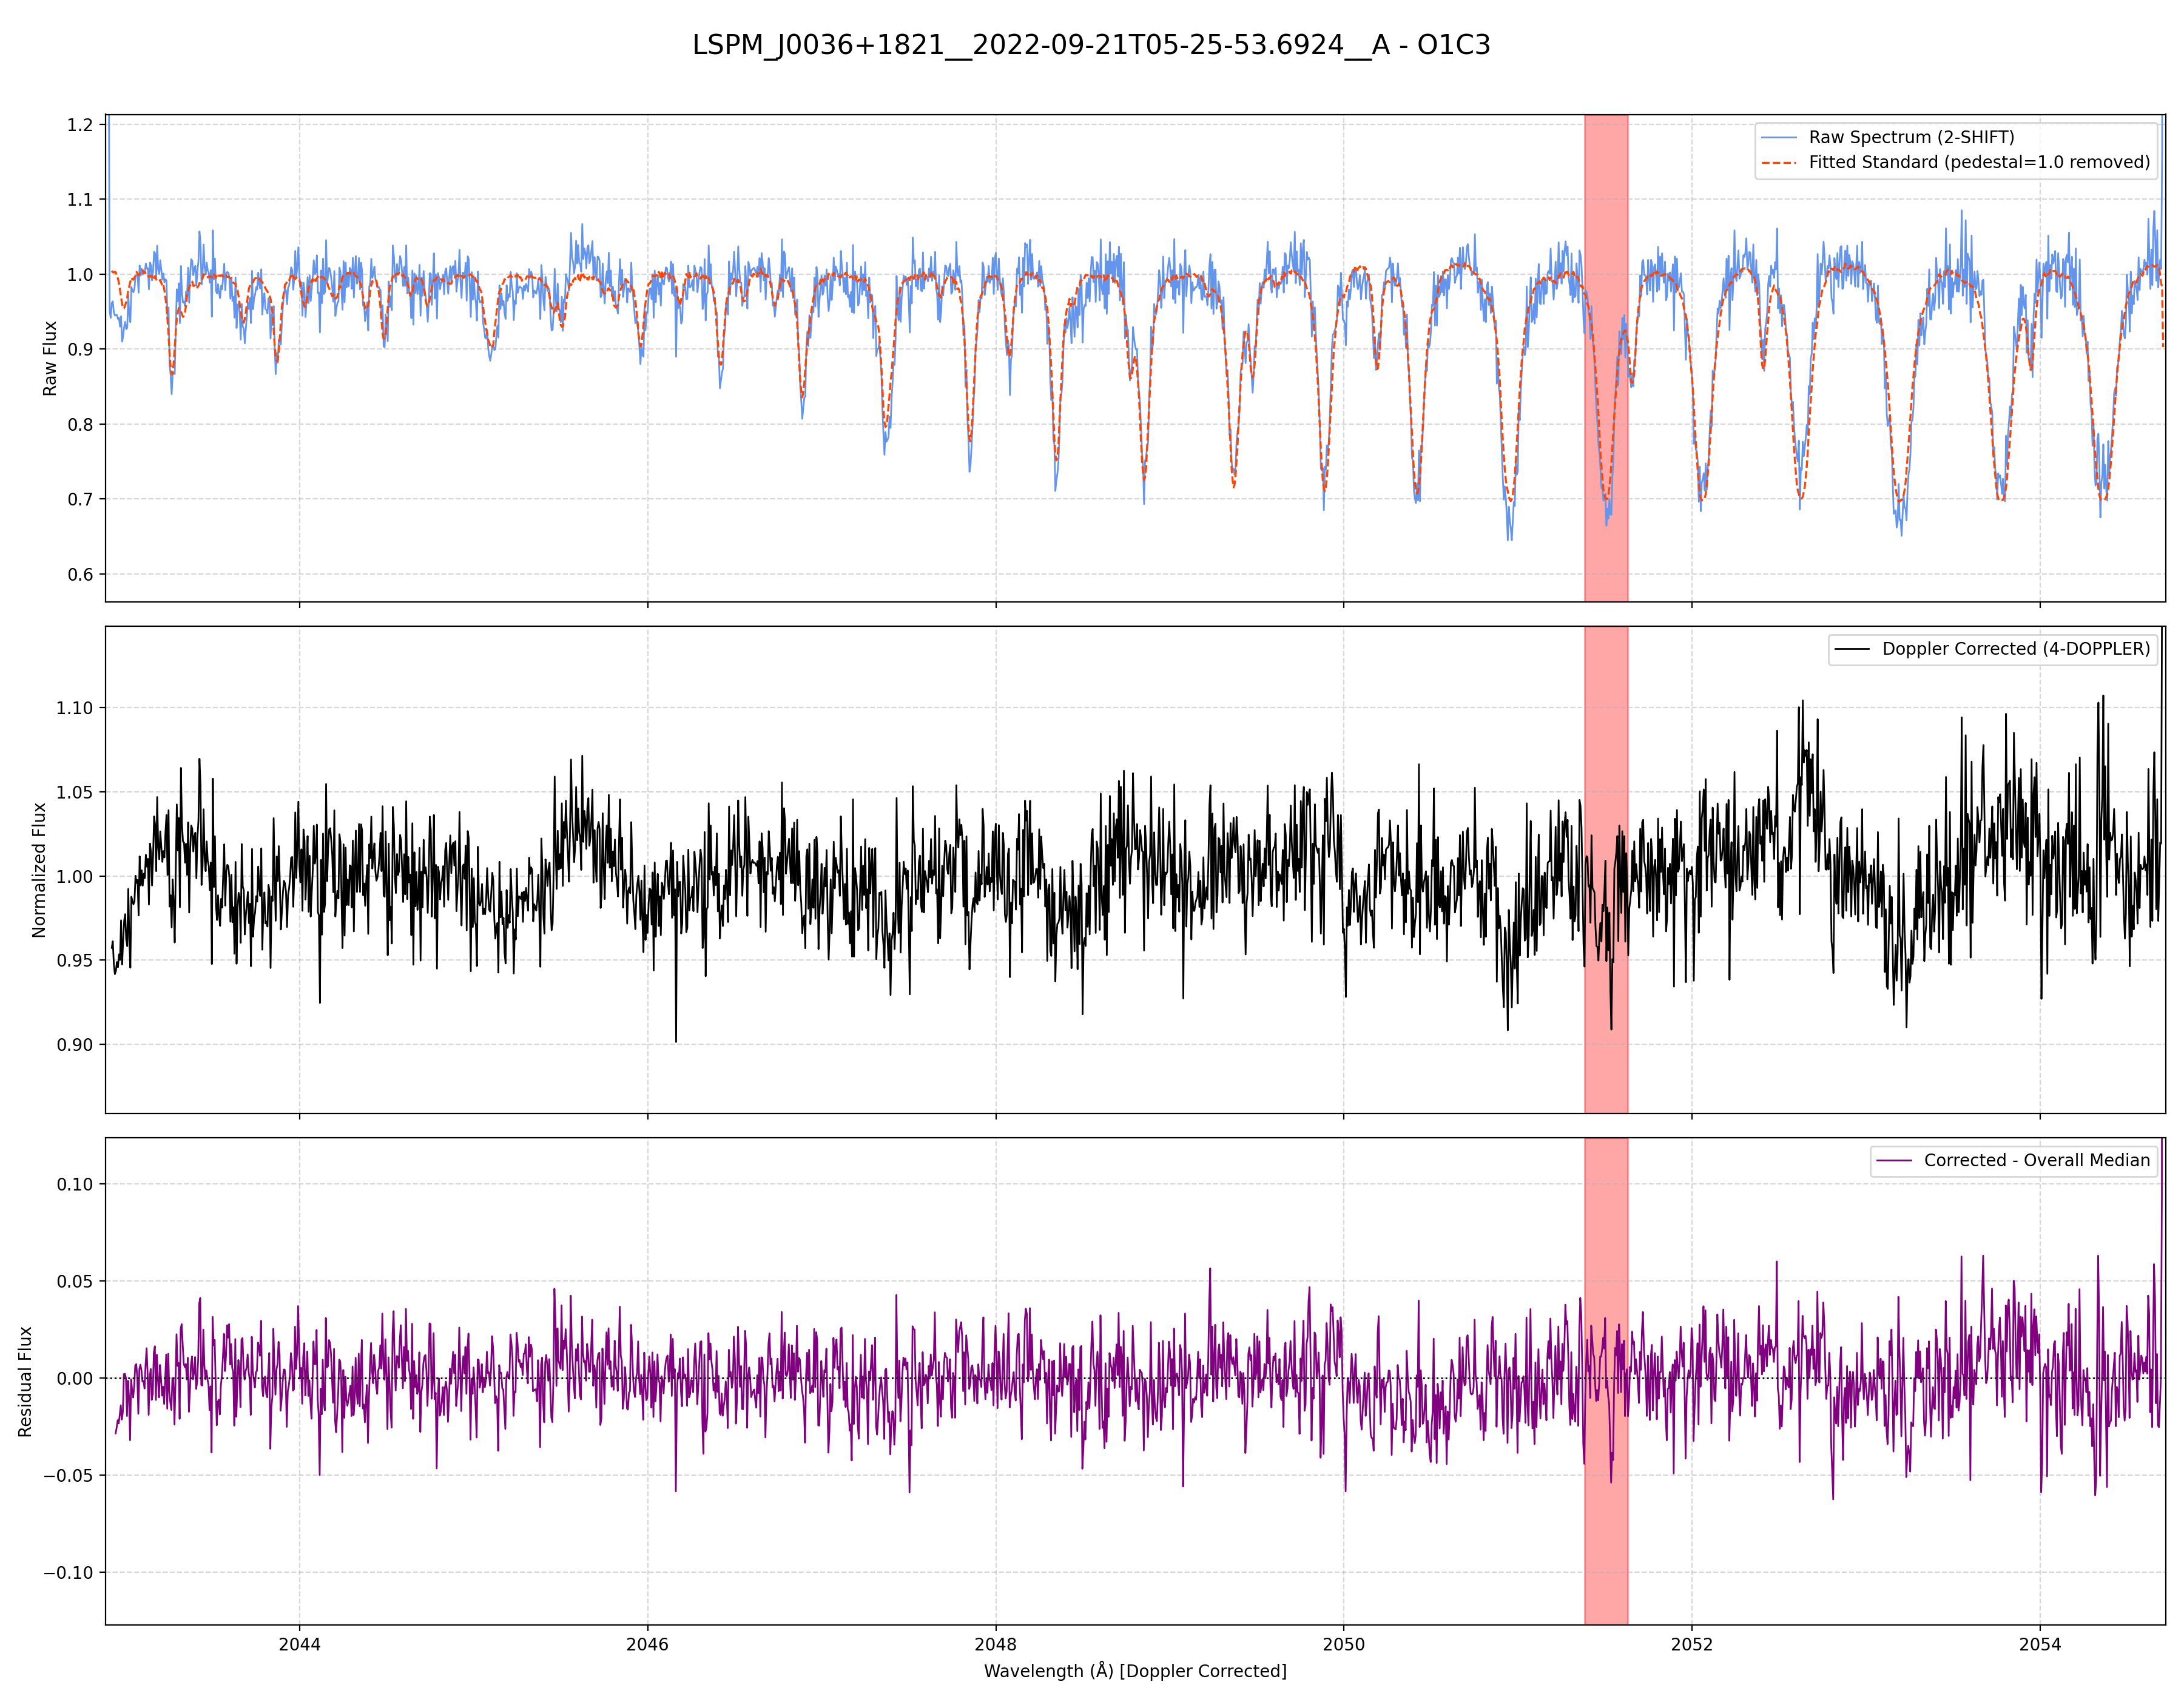 LSPM_J0036+1821__2022-09-21T05-25-53.6924__A - O1C3
1.2
1.1
1.0
0.9
0.8
0.7
0.6
Raw Flux
Raw Spectrum (2-SHIFT)
Fitted Standard (pedestal=1.0 removed)
1.10
1.05
1.00
0.95
0.90
Normalized Flux
Doppler Corrected (4-DOPPLER)
0.10
0.05
0.00
−0.05
−0.10
Residual Flux
Corrected - Overall Median
2044 2046 2048 2050 2052 2054
Wavelength (Å) [Doppler Corrected]